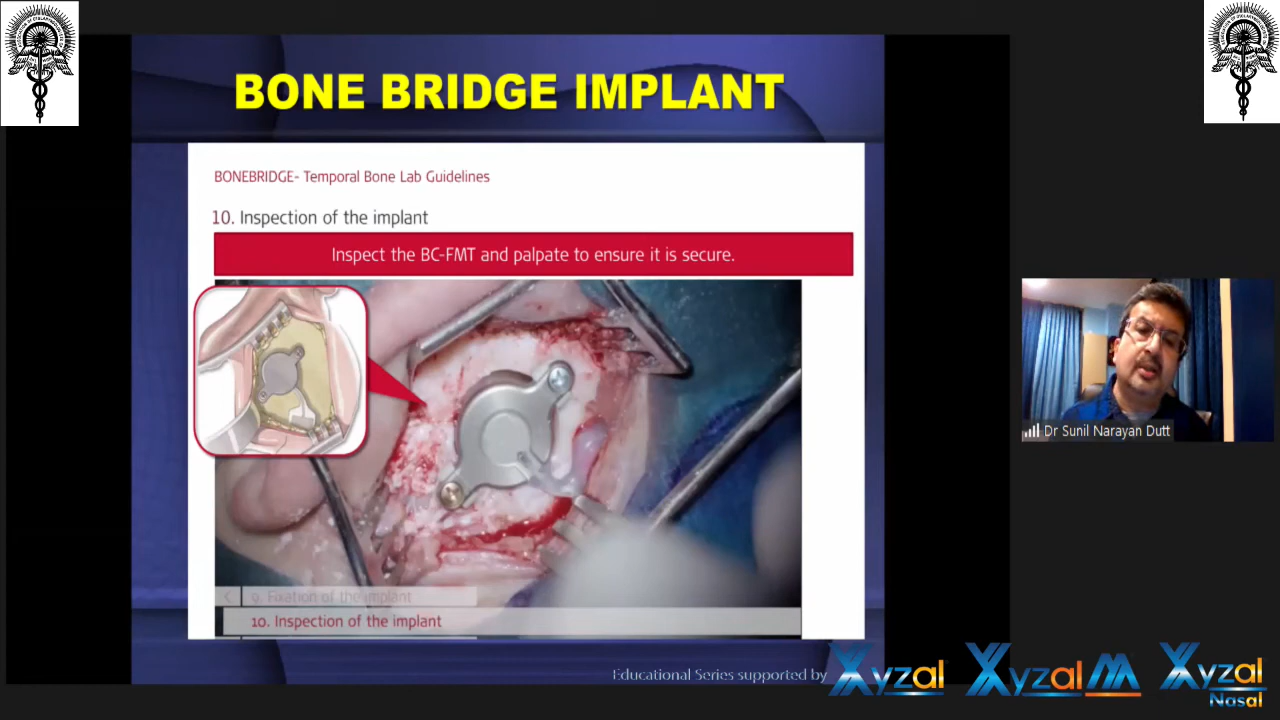 BONE BRIDGE IMPLANT
BONEBRIDGE- Temporal Bone Lab Guidelines
10. Inspection of the implant
Inspect the BC-FMT and palpate to ensure it is secure.
9. Fixation of the implant
10. Inspection of the implant
Dr Sunil Narayan Dutt
Educational Series supported by
Xyzal
Xyzal M
Xyzal
Nasal